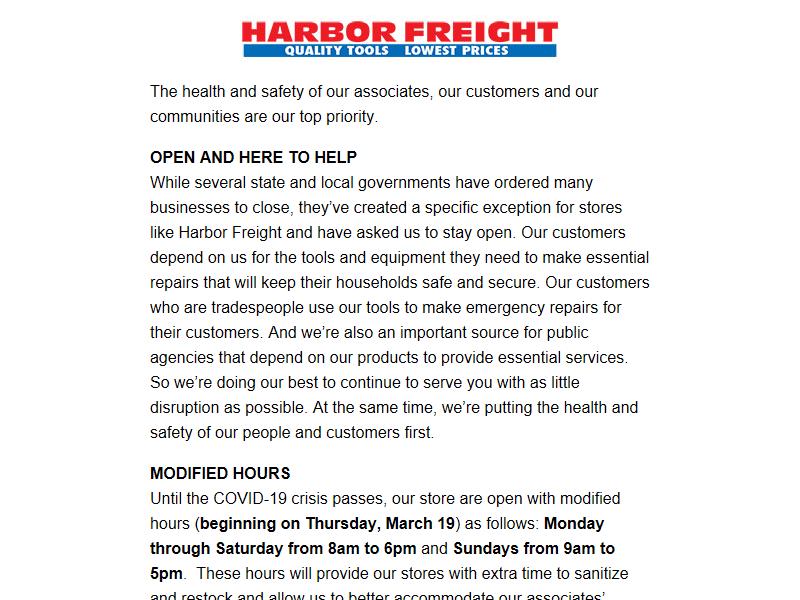 HARBOR FREIGHT
QUALITY TOOLS LOWEST PRICES
The health and safety of our associates, our customers and our
communities are our top priority.
OPEN AND HERE TO HELP
While several state and local governments have ordered many
businesses to close, they’ve created a specific exception for stores
like Harbor Freight and have asked us to stay open. Our customers
depend on us for the tools and equipment they need to make essential
repairs that will keep their households safe and secure. Our customers
who are tradespeople use our tools to make emergency repairs for
their customers. And we’re also an important source for public
agencies that depend on our products to provide essential services.
So we’re doing our best to continue to serve you with as little
disruption as possible. At the same time, we’re putting the health and
safety of our people and customers first.
MODIFIED HOURS
Until the COVID-19 crisis passes, our store are open with modified
hours (beginning on Thursday, March 19) as follows: Monday
through Saturday from 8am to 6pm and Sundays from 9am to
5pm.  These hours will provide our stores with extra time to sanitize
and restock and allow us to better accommodate our associates’